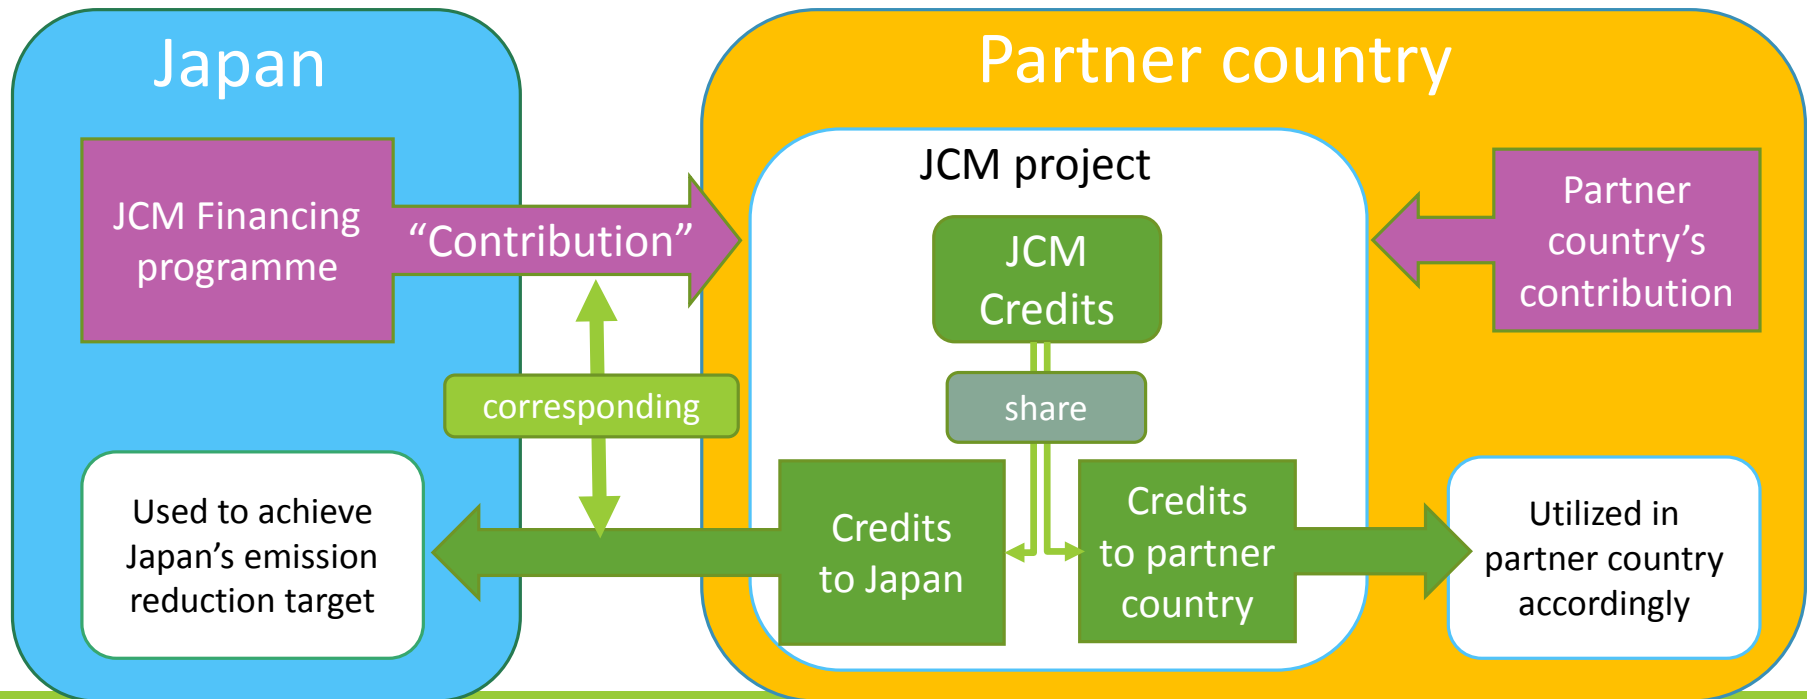 Japan
JCM Financing
programme
“Contribution”
corresponding
Used to achieve
Japan’s emission
reduction target
Partner country
JCM project
JCM
Credits
share
Credits
to Japan
Credits
to partner
country
Partner
country’s
contribution
Utilized in
partner country
accordingly